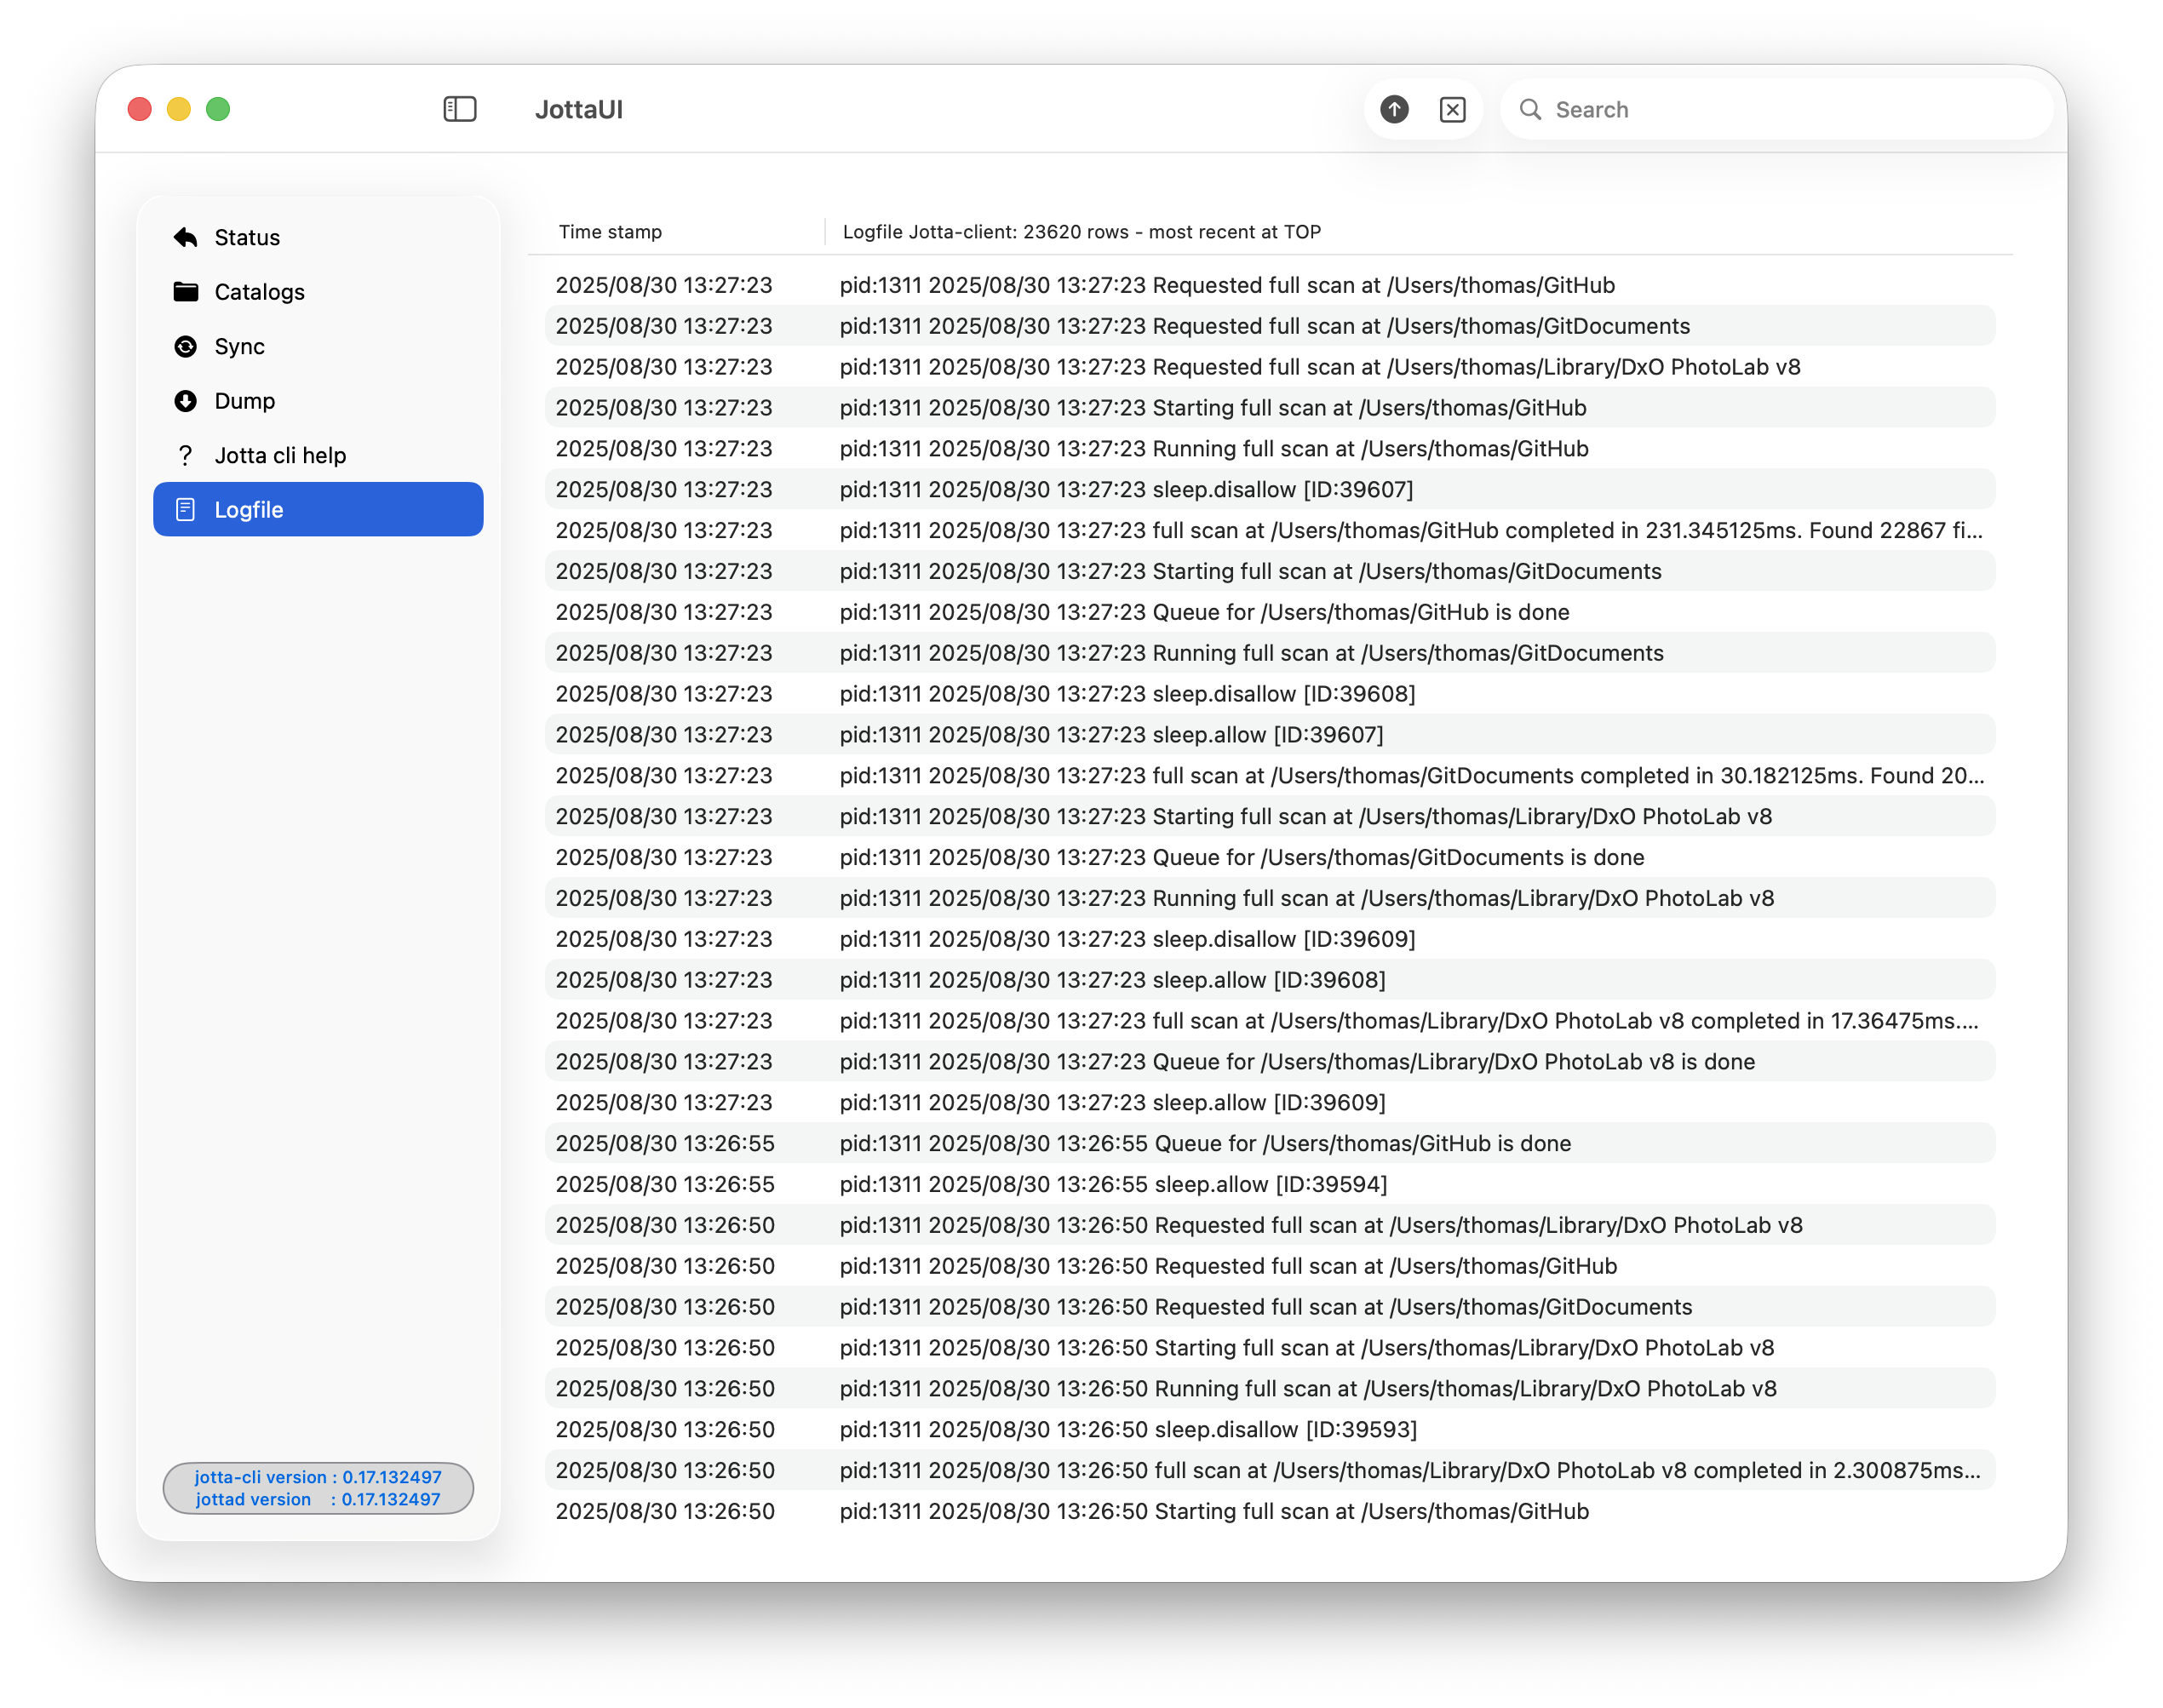 JottaUI
Search
Status
Catalogs
Sync
Dump
? Jotta cli help
Logfile
jotta-cli version : 0.17.132497
jottad version : 0.17.132497
Time stamp Logfile Jotta-client: 23620 rows - most recent at TOP
2025/08/30 13:27:23 pid:1311 2025/08/30 13:27:23 Requested full scan at /Users/thomas/GitHub
2025/08/30 13:27:23 pid:1311 2025/08/30 13:27:23 Requested full scan at /Users/thomas/GitDocuments
2025/08/30 13:27:23 pid:1311 2025/08/30 13:27:23 Requested full scan at /Users/thomas/Library/DxO PhotoLab v8
2025/08/30 13:27:23 pid:1311 2025/08/30 13:27:23 Starting full scan at /Users/thomas/GitHub
2025/08/30 13:27:23 pid:1311 2025/08/30 13:27:23 Running full scan at /Users/thomas/GitHub
2025/08/30 13:27:23 pid:1311 2025/08/30 13:27:23 sleep.disallow [ID:39607]
2025/08/30 13:27:23 pid:1311 2025/08/30 13:27:23 full scan at /Users/thomas/GitHub completed in 231.345125ms. Found 22867 fi...
2025/08/30 13:27:23 pid:1311 2025/08/30 13:27:23 Starting full scan at /Users/thomas/GitDocuments
2025/08/30 13:27:23 pid:1311 2025/08/30 13:27:23 Queue for /Users/thomas/GitHub is done
2025/08/30 13:27:23 pid:1311 2025/08/30 13:27:23 Running full scan at /Users/thomas/GitDocuments
2025/08/30 13:27:23 pid:1311 2025/08/30 13:27:23 sleep.disallow [ID:39608]
2025/08/30 13:27:23 pid:1311 2025/08/30 13:27:23 sleep.allow [ID:39607]
2025/08/30 13:27:23 pid:1311 2025/08/30 13:27:23 full scan at /Users/thomas/GitDocuments completed in 30.182125ms. Found 20...
2025/08/30 13:27:23 pid:1311 2025/08/30 13:27:23 Starting full scan at /Users/thomas/Library/DxO PhotoLab v8
2025/08/30 13:27:23 pid:1311 2025/08/30 13:27:23 Queue for /Users/thomas/GitDocuments is done
2025/08/30 13:27:23 pid:1311 2025/08/30 13:27:23 Running full scan at /Users/thomas/Library/DxO PhotoLab v8
2025/08/30 13:27:23 pid:1311 2025/08/30 13:27:23 sleep.disallow [ID:39609]
2025/08/30 13:27:23 pid:1311 2025/08/30 13:27:23 sleep.allow [ID:39608]
2025/08/30 13:27:23 pid:1311 2025/08/30 13:27:23 full scan at /Users/thomas/Library/DxO PhotoLab v8 completed in 17.36475ms....
2025/08/30 13:27:23 pid:1311 2025/08/30 13:27:23 Queue for /Users/thomas/Library/DxO PhotoLab v8 is done
2025/08/30 13:27:23 pid:1311 2025/08/30 13:27:23 sleep.allow [ID:39609]
2025/08/30 13:26:55 pid:1311 2025/08/30 13:26:55 Queue for /Users/thomas/GitHub is done
2025/08/30 13:26:55 pid:1311 2025/08/30 13:26:55 sleep.allow [ID:39594]
2025/08/30 13:26:50 pid:1311 2025/08/30 13:26:50 Requested full scan at /Users/thomas/Library/DxO PhotoLab v8
2025/08/30 13:26:50 pid:1311 2025/08/30 13:26:50 Requested full scan at /Users/thomas/GitHub
2025/08/30 13:26:50 pid:1311 2025/08/30 13:26:50 Requested full scan at /Users/thomas/GitDocuments
2025/08/30 13:26:50 pid:1311 2025/08/30 13:26:50 Starting full scan at /Users/thomas/Library/DxO PhotoLab v8
2025/08/30 13:26:50 pid:1311 2025/08/30 13:26:50 Running full scan at /Users/thomas/Library/DxO PhotoLab v8
2025/08/30 13:26:50 pid:1311 2025/08/30 13:26:50 sleep.disallow [ID:39593]
2025/08/30 13:26:50 pid:1311 2025/08/30 13:26:50 full scan at /Users/thomas/Library/DxO PhotoLab v8 completed in 2.300875ms...
2025/08/30 13:26:50 pid:1311 2025/08/30 13:26:50 Starting full scan at /Users/thomas/GitHub